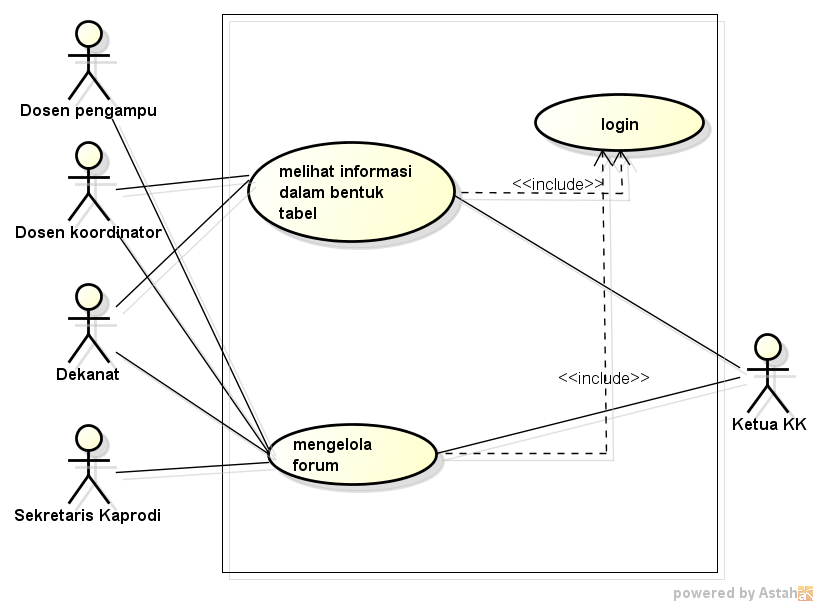 Dosen pengampu
login
melihat informasi
dalam bentuk
tabel
<<include>>
Dosen koordinator
Dekanat
<<include>>
Ketua KK
mengelola
forum
Sekretaris Kaprodi
powered by Astah